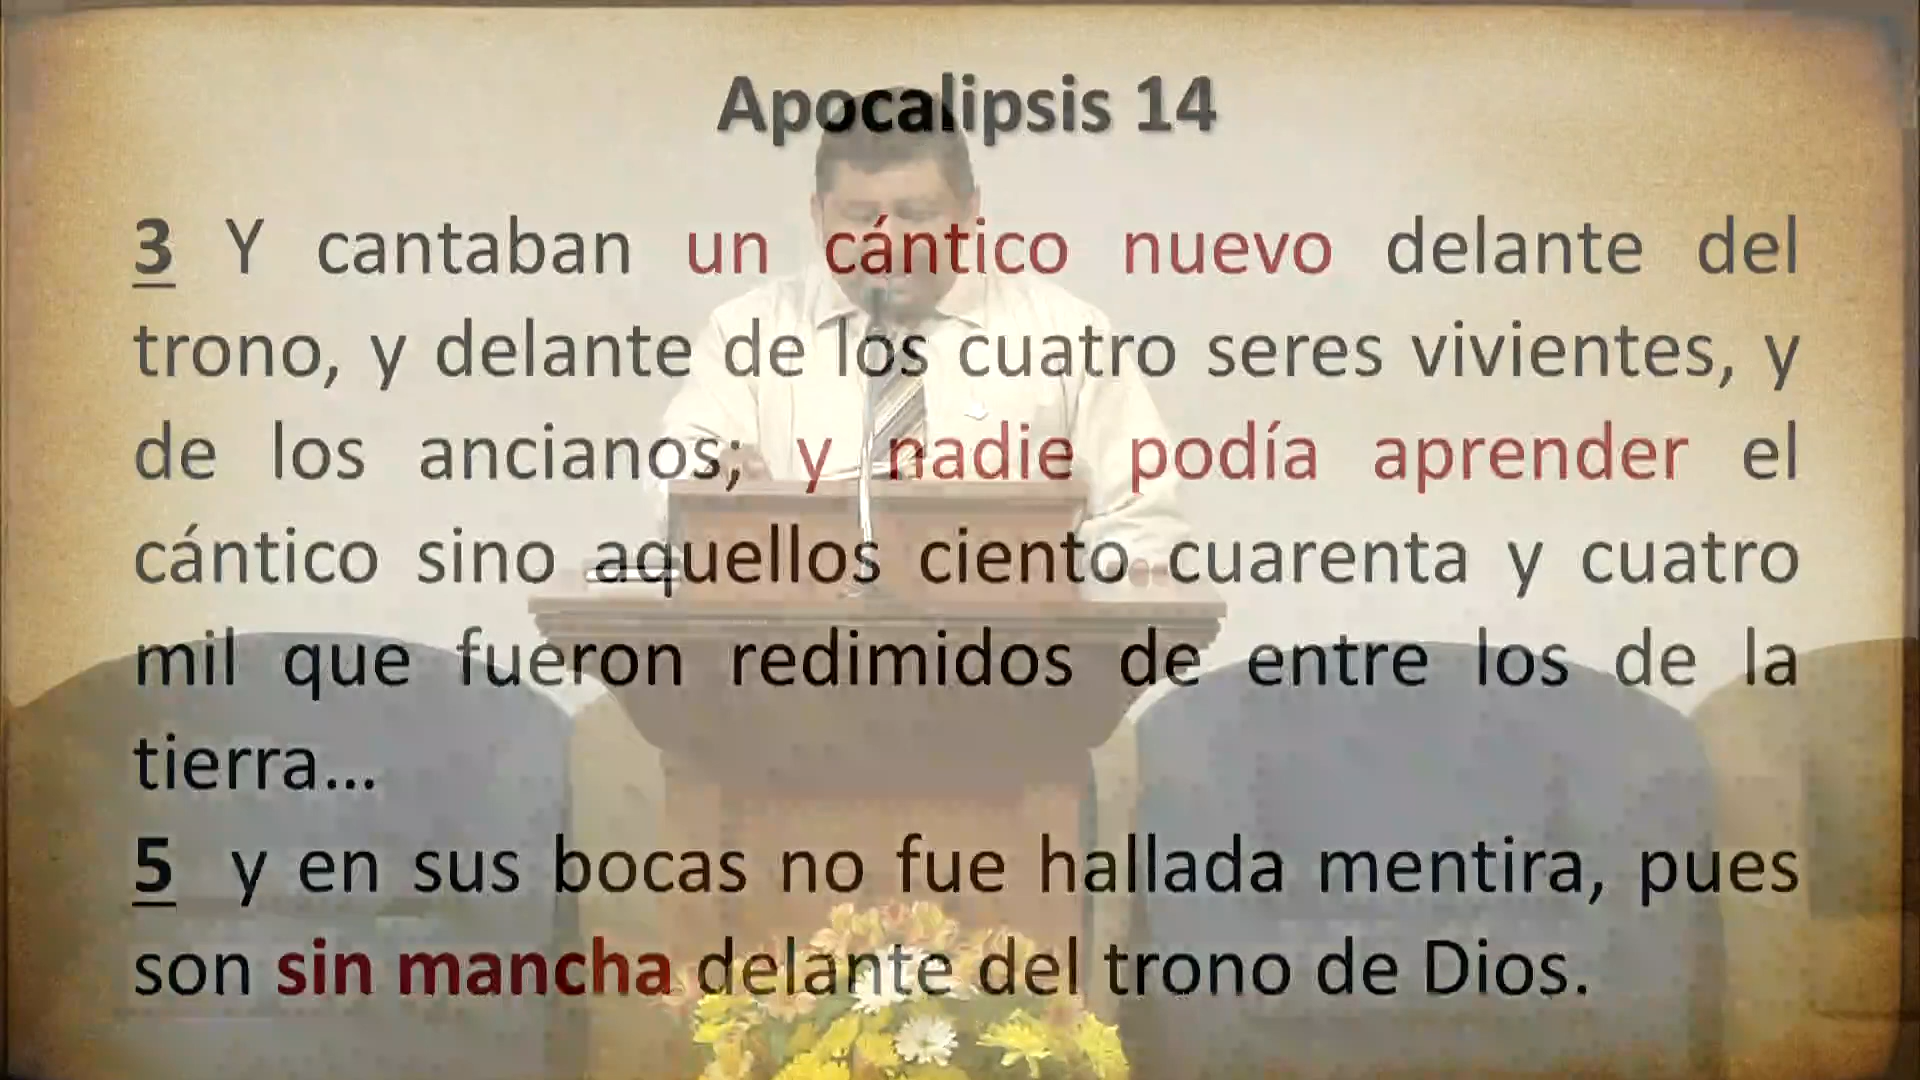 Apocalipsis 14
3 Y cantaban un cántico nuevo delante del
trono, y delante de los cuatro seres vivientes, y
de los ancianos; y nadie podía aprender el
cántico sino aquellos ciento cuarenta y cuatro
mil que fueron redimidos de entre los de la
tierra...
5 y en sus bocas no fue hallada mentira, pues
son sin mancha delante del trono de Dios.